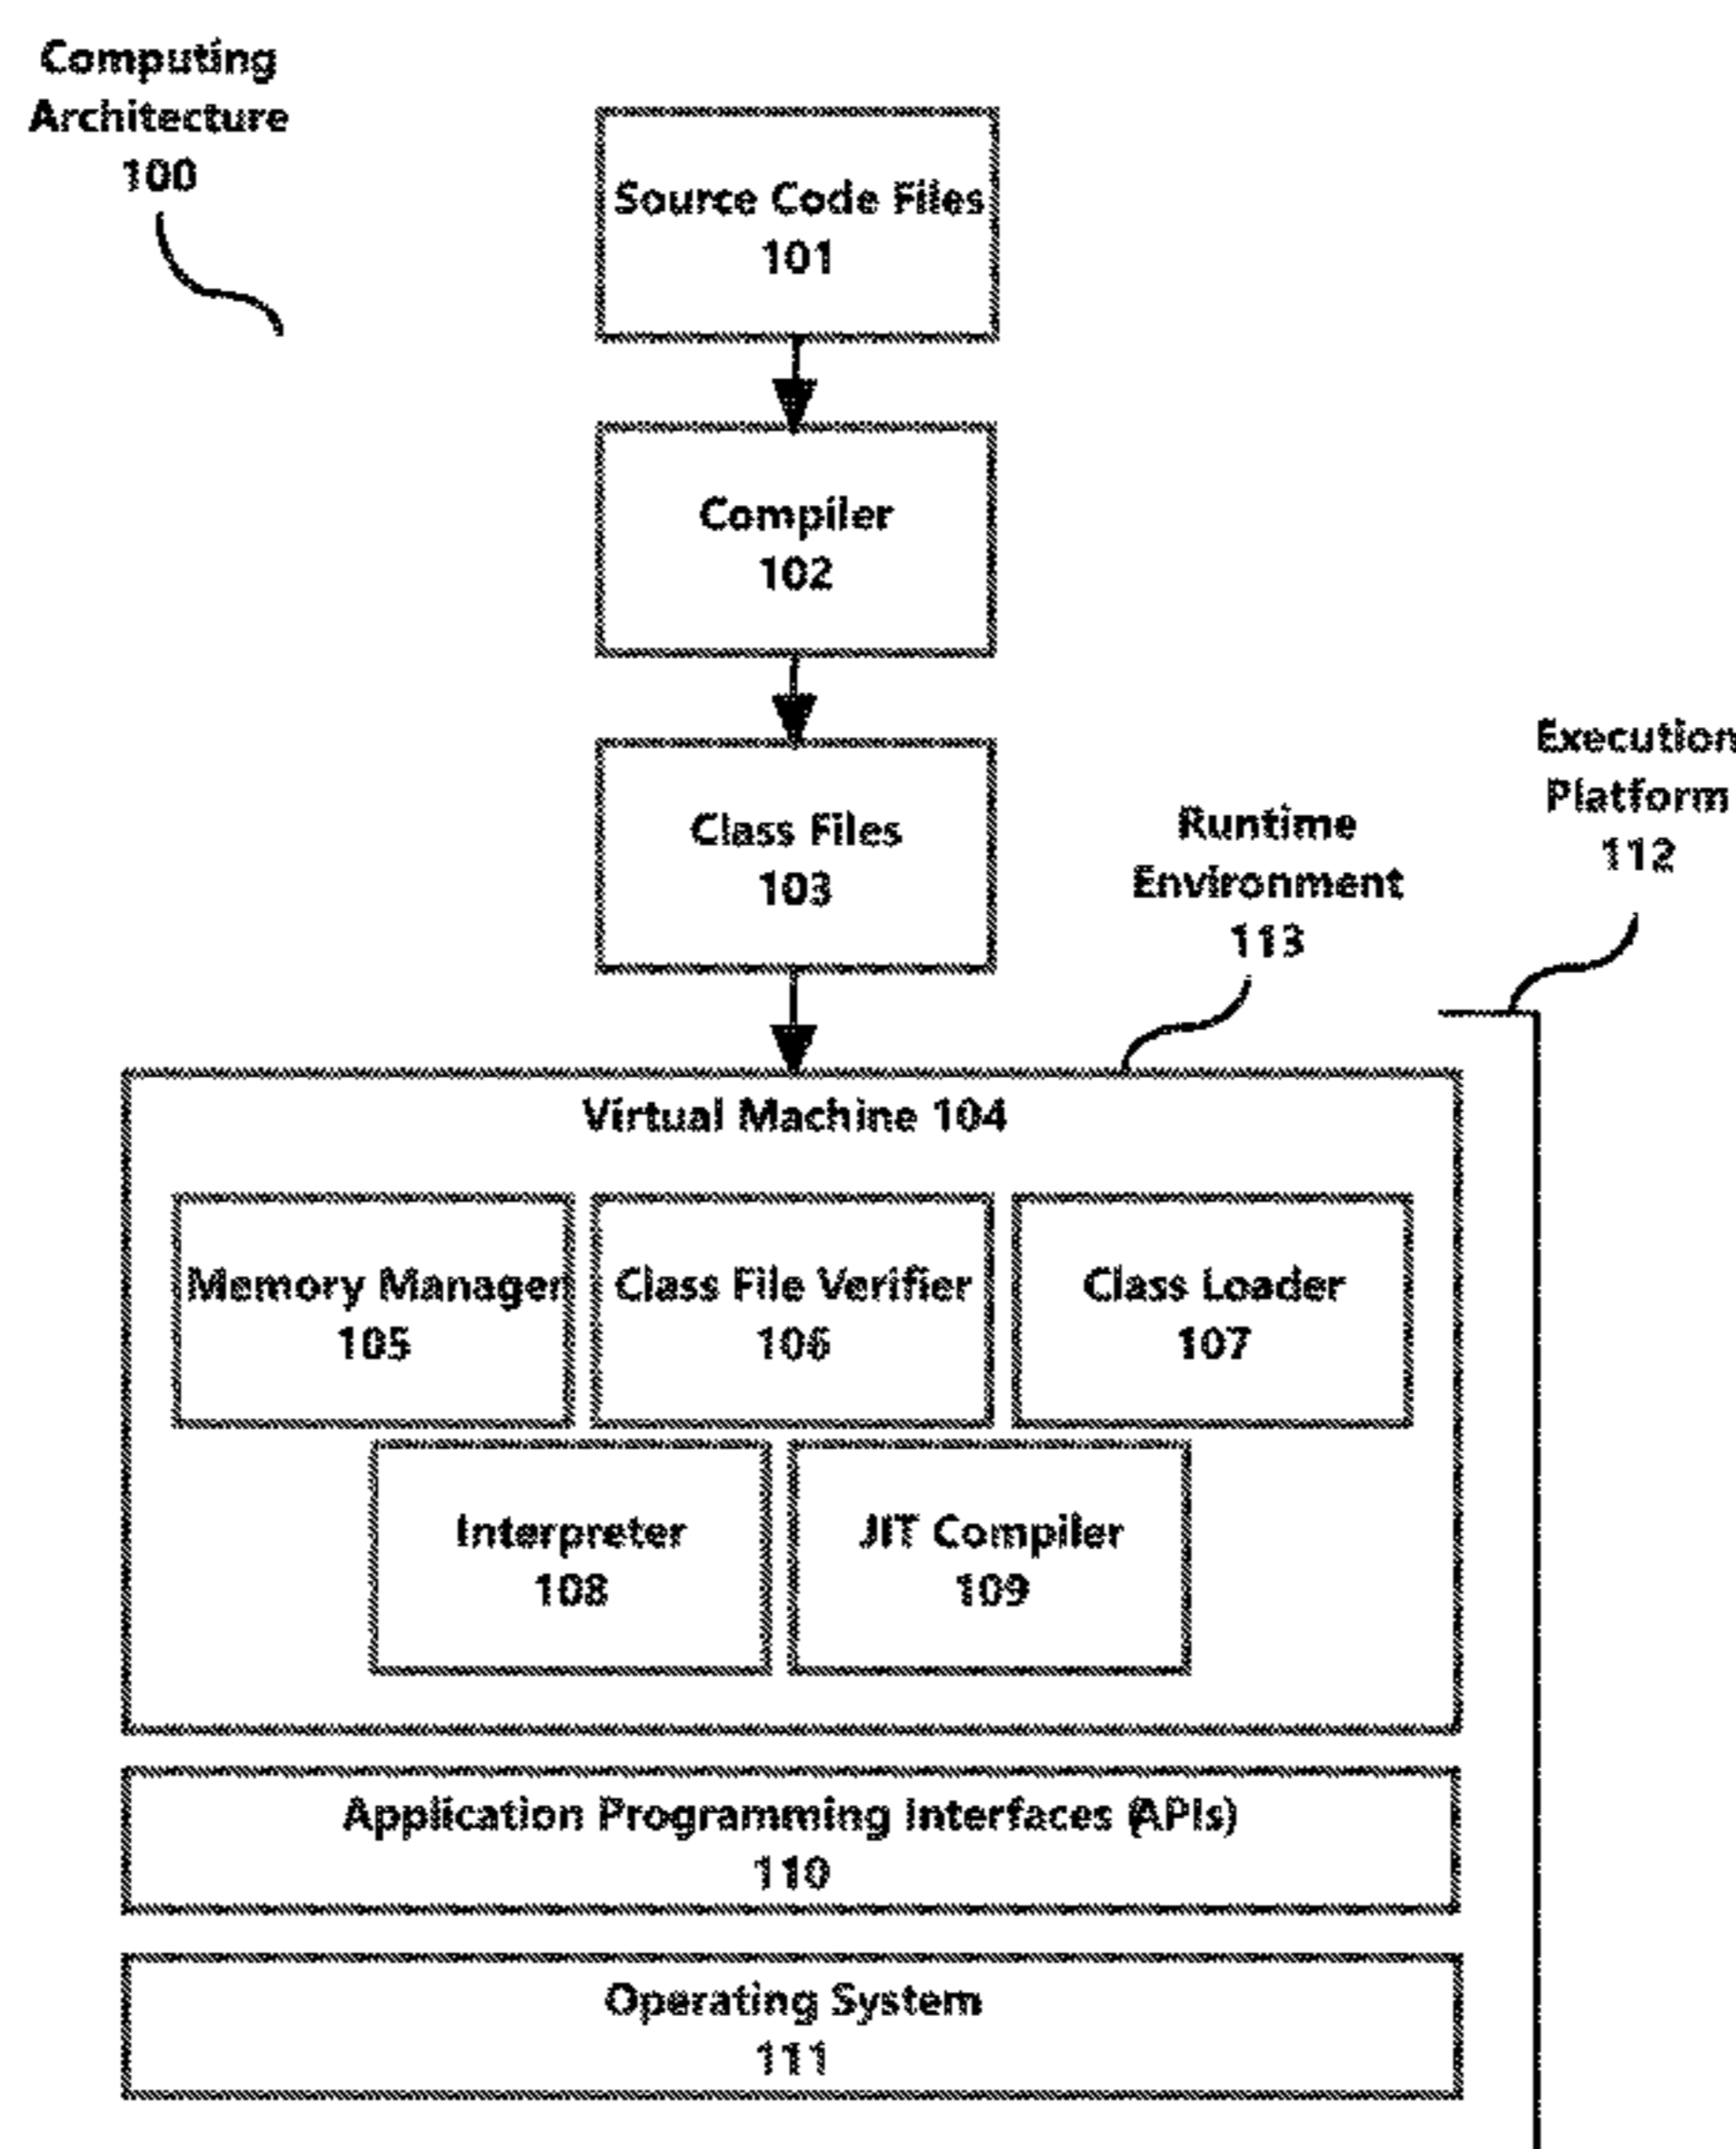 Computing
Architecture
100
Source Code Files
101
Compiler
102
Class Files
103
Execution
Platform
112
Runtime
Environment
113
Virtual Machine 104
Memory Manager
105
Class File Verifier
106
Class Loader
107
Interpreter
108
JIT Compiler
109
Application Programming Interfaces (APIs)
110
Operating System
111